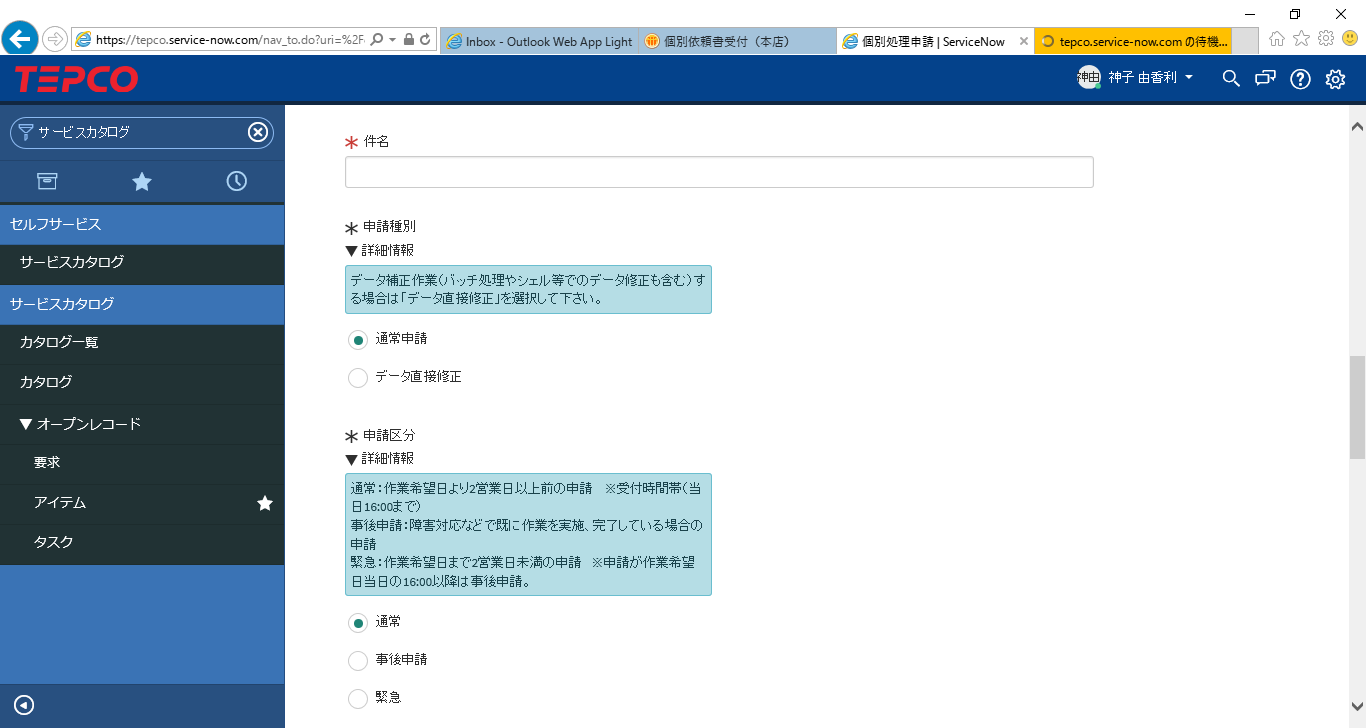 https://tepco.service-now.com/nav_to.do?uri=%2F
Inbox - Outlook Web App Light
個別依頼書受付（本店）
個別処理申請 | ServiceNow
tepco.service-now.com の待機...
TEPCO
神由
神子 由香利
サービスカタログ
セルフサービス
サービスカタログ
サービスカタログ
カタログ一覧
カタログ
▼ オープンレコード
要求
アイテム
タスク
件名
申請種別
▼ 詳細情報
データ補正作業（バッチ処理やシェル等でのデータ修正も含む）す
る場合は「データ直接修正」を選択して下さい。
通常申請
データ直接修正
申請区分
▼ 詳細情報
通常：作業希望日より2営業日以上前の申請　※受付時間帯（当
日16:00まで）
事後申請：障害対応などで既に作業を実施、完了している場合の
申請
緊急：作業希望日まで2営業日未満の申請　※申請が作業希望
日当日の16:00以降は事後申請。
通常
事後申請
緊急